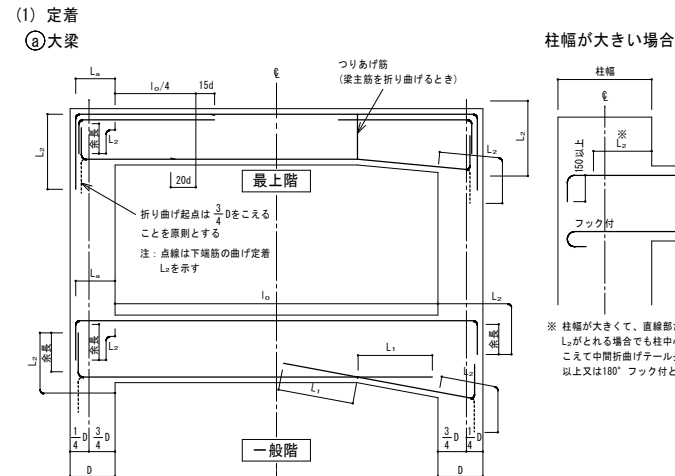 (1) 定着
ⓐ大梁
柱幅が大きい場合
つりあげ筋
(梁主筋を折り曲げるとき)
柱幅
Lₐ
l₀/4
15d
℄
℄
L₂
余長
L₂
L₂
L₂
※
L₂
150以上
20d
最上階
折り曲げ起点は 3/4 Dをこえる
ことを原則とする
注：点線は下端筋の曲げ定着
L₂を示す
フック付
Lₐ
l₀
L₂
※ 柱幅が大きくて、直線部だ
L₂がとれる場合でも柱中心
こえて中間折曲げテール長
以上又は180° フック付と
L₂
余長
余長
L₂
余長
L₁
L₁
L₂
1/4 D
3/4 D
3/4 D
1/4 D
一般階
D
D